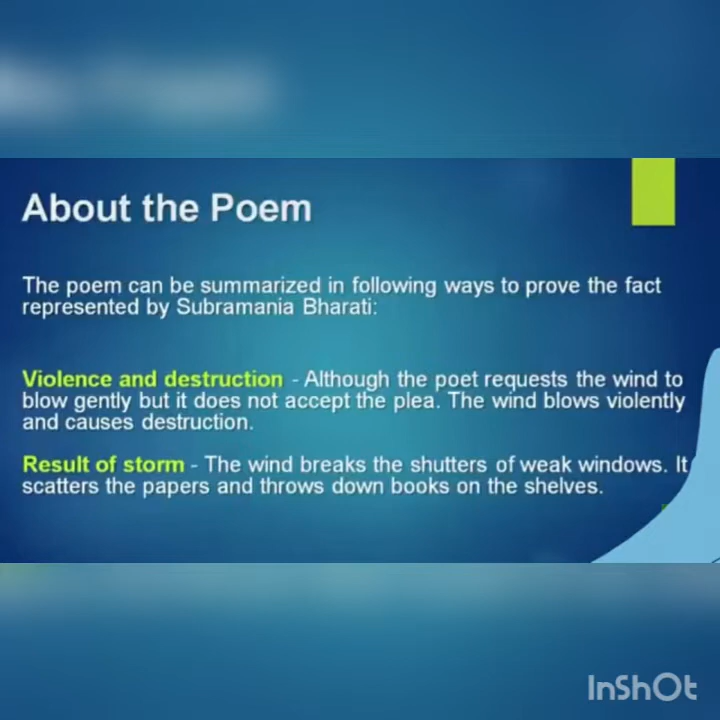 About the Poem
The poem can be summarized in following ways to prove the fact
represented by Subramania Bharati:
Violence and destruction - Although the poet requests the wind to
blow gently but it does not accept the plea. The wind blows violently
and causes destruction.
Result of storm - The wind breaks the shutters of weak windows. It
scatters the papers and throws down books on the shelves.
InShOt